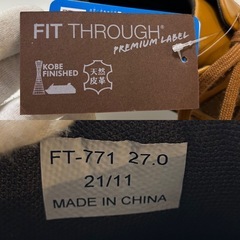 FIT THROUGH®
PREMIUM LABEL
KOBE
FINISHED
天然
皮革
FT-771 27.0
21/11
MADE IN CHINA